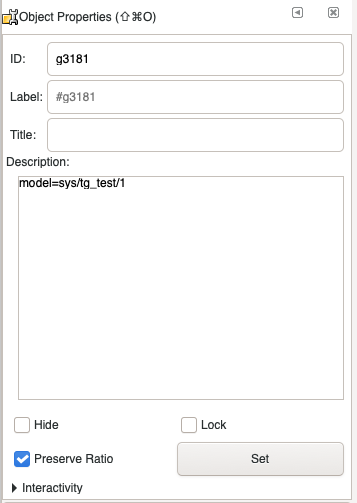 Object Properties (⇧⌘O)
ID: g3181
Label: #g3181
Title:
Description:
model=sys/tg_test/1
Hide Lock
Preserve Ratio Set
Interactivity